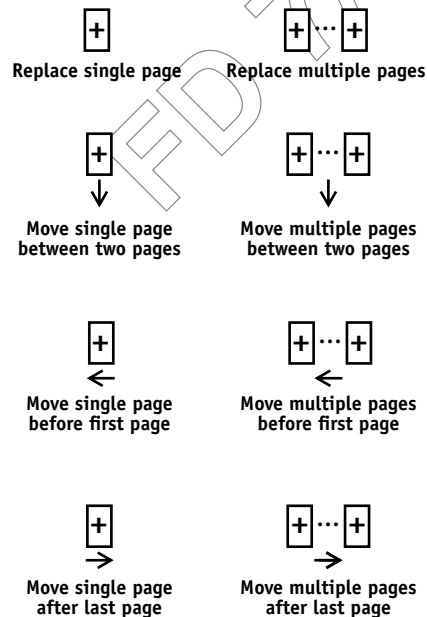 + + ... +
Replace single page Replace multiple pages
+ + ... +
Move single page
between two pages
Move multiple pages
between two pages
+ + ... +
Move single page
before first page
Move multiple pages
before first page
+ + ... +
Move single page
after last page
Move multiple pages
after last page